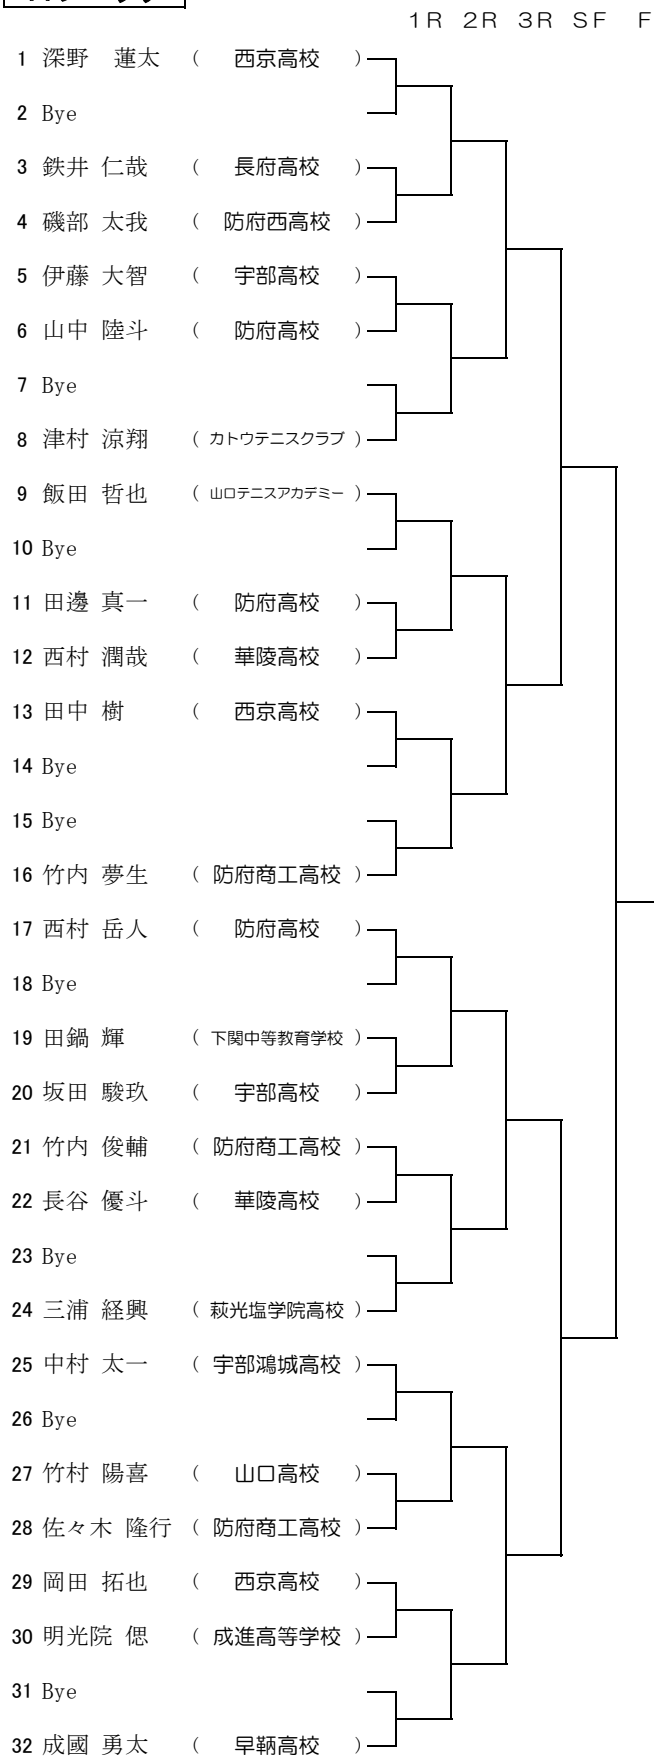 1R 2R 3R SF F
1 深野 蓮太 ( 西京高校 )
2 Bye
3 鉄井 仁哉 ( 長府高校 )
4 磯部 太我 ( 防府西高校 )
5 伊藤 大智 ( 宇部高校 )
6 山中 陸斗 ( 防府高校 )
7 Bye
8 津村 涼翔 ( カトウテニスクラブ )
9 飯田 哲也 ( 山口テニスアカデミー )
10 Bye
11 田邊 真一 ( 防府高校 )
12 西村 潤哉 ( 華陵高校 )
13 田中 樹 ( 西京高校 )
14 Bye
15 Bye
16 竹内 夢生 ( 防府商工高校 )
17 西村 岳人 ( 防府高校 )
18 Bye
19 田鍋 輝 ( 下関中等教育学校 )
20 坂田 駿玖 ( 宇部高校 )
21 竹内 俊輔 ( 防府商工高校 )
22 長谷 優斗 ( 華陵高校 )
23 Bye
24 三浦 経興 ( 萩光塩学院高校 )
25 中村 太一 ( 宇部鴻城高校 )
26 Bye
27 竹村 陽喜 ( 山口高校 )
28 佐々木 隆行 ( 防府商工高校 )
29 岡田 拓也 ( 西京高校 )
30 明光院 偲 ( 成進高等学校 )
31 Bye
32 成國 勇太 ( 早鞆高校 )